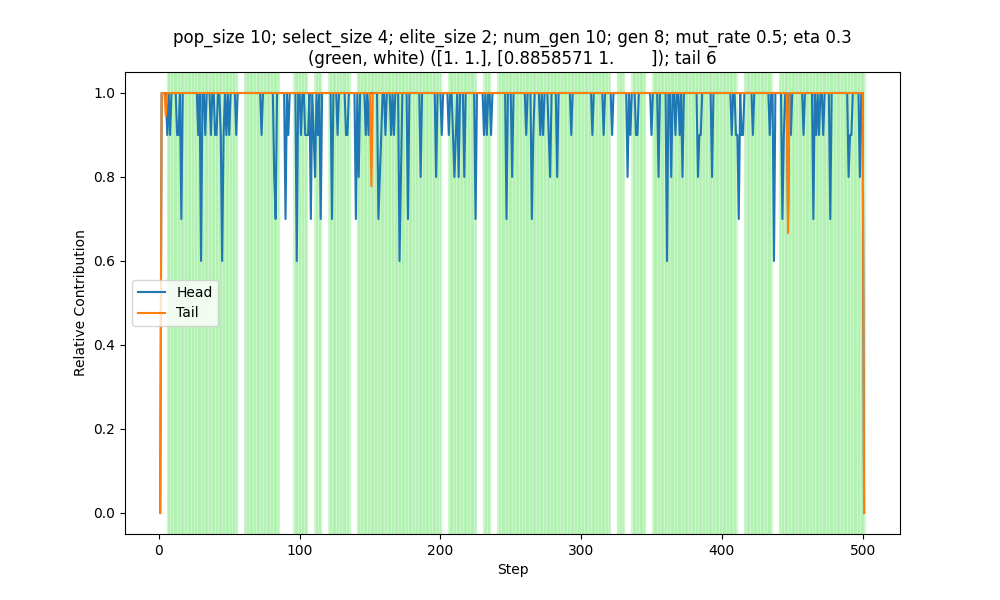 pop_size 10; select_size 4; elite_size 2; num_gen 10; gen 8; mut_rate 0.5; eta 0.3
(green, white) ([1. 1.], [0.8858571 1.        ]); tail 6
1.0
0.8
0.6
0.4
0.2
0.0
Relative Contribution
Head
Tail
0
100
200
300
400
500
Step